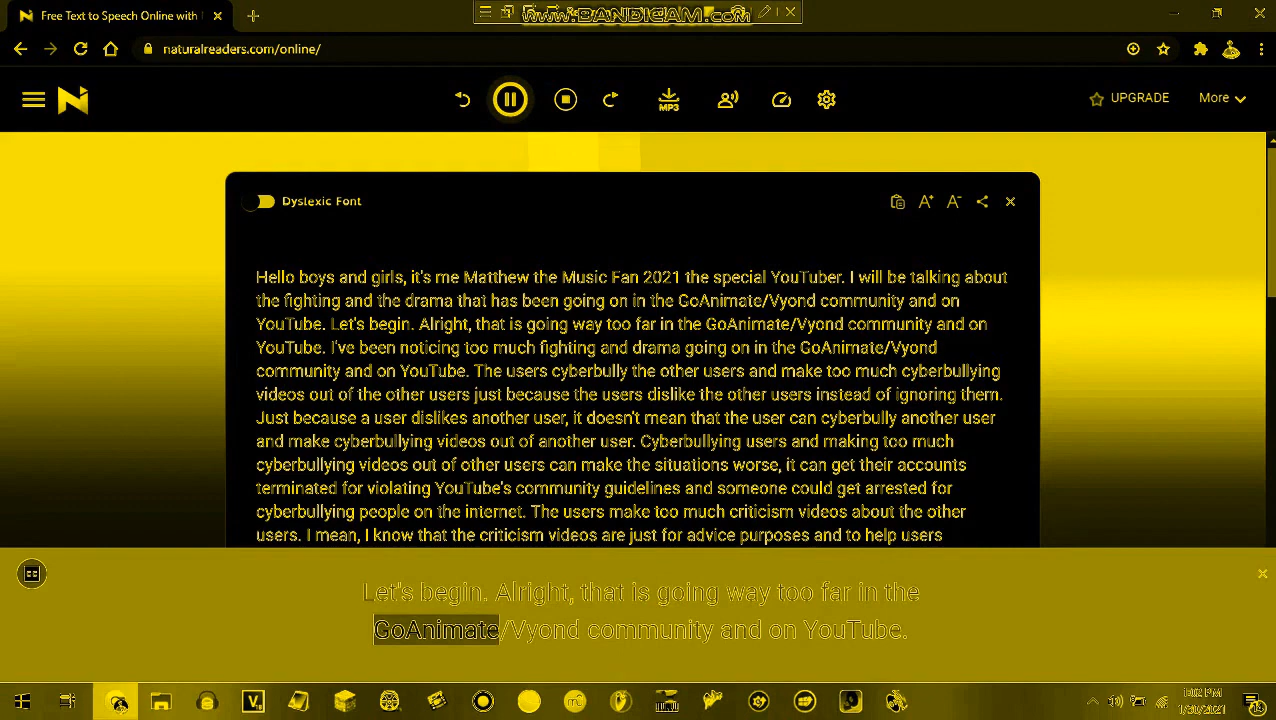 Free Text to Speech Online with
www.BANDICAM.com
naturalreaders.com/online/
MP3
UPGRADE
More
Dyslexic Font
A+ A-
Hello boys and girls, it's me Matthew the Music Fan 2021 the special YouTuber. I will be talking about
the fighting and the drama that has been going on in the GoAnimate/Vyond community and on
YouTube. Let's begin. Alright, that is going way too far in the GoAnimate/Vyond community and on
YouTube. I've been noticing too much fighting and drama going on in the GoAnimate/Vyond
community and on YouTube. The users cyberbully the other users and make too much cyberbullying
videos out of the other users just because the users dislike the other users instead of ignoring them.
Just because a user dislikes another user, it doesn't mean that the user can cyberbully another user
and make cyberbullying videos out of another user. Cyberbullying users and making too much
cyberbullying videos out of other users can make the situations worse, it can get their accounts
terminated for violating YouTube's community guidelines and someone could get arrested for
cyberbullying people on the internet. The users make too much criticism videos about the other
users. I mean, I know that the criticism videos are just for advice purposes and to help users
Let's begin. Alright, that is going way too far in the
GoAnimate/Vyond community and on YouTube.
1:02 PM
1/30/2021